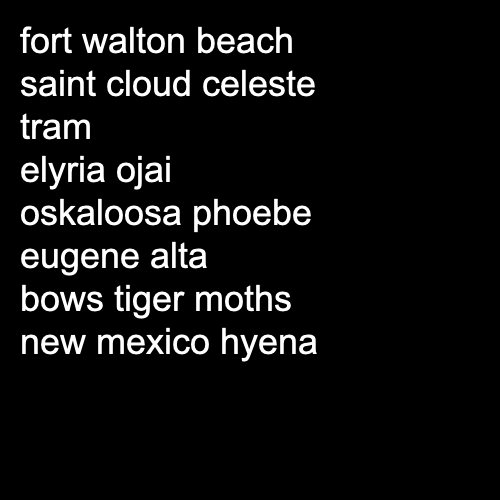 fort walton beach
saint cloud celeste
tram
elyria ojai
oskaloosa phoebe
eugene alta
bows tiger moths
new mexico hyena